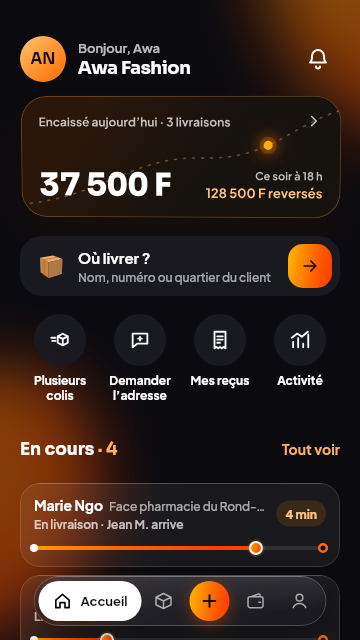 AN
Bonjour, Awa
Awa Fashion
Encaissé aujourd’hui · 3 livraisons
37 500 F
Ce soir à 18 h
128 500 F reversés
Où livrer ?
Nom, numéro ou quartier du client
Plusieurs colis
Demander l’adresse
Mes reçus
Activité
En cours · 4
Tout voir
Marie Ngo Face pharmacie du Rond-...
4 min
En livraison · Jean M. arrive
Accueil